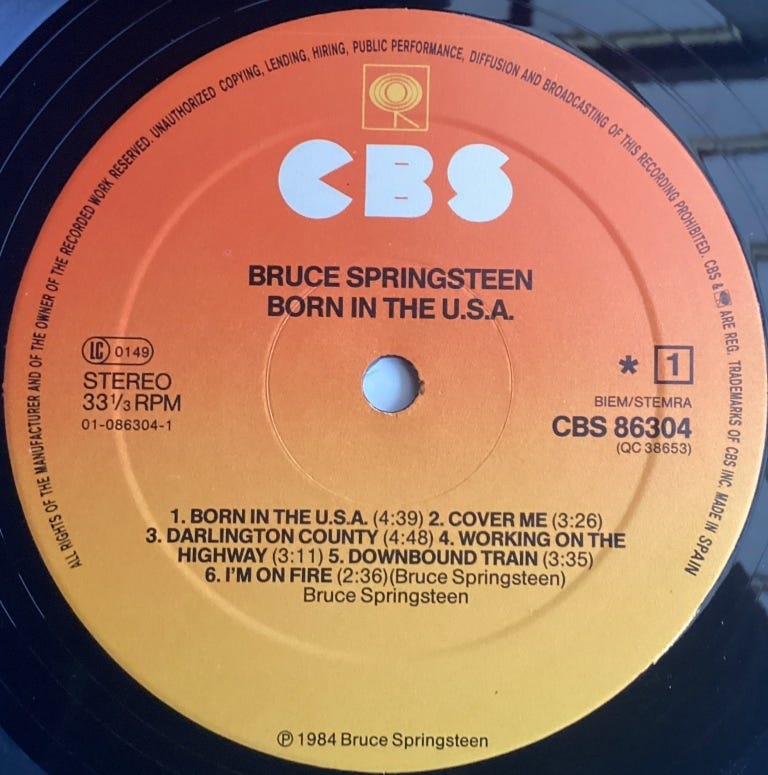 ALL RIGHTS OF THE MANUFACTURER AND OF THE OWNER OF THE RECORDED WORK RESERVED. UNAUTHORIZED COPYING, LENDING, HIRING, PUBLIC PERFORMANCE, DIFFUSION AND BROADCASTING OF THIS RECORDING PROHIBITED. CBS & ARE REG. TRADEMARKS OF CBS INC. MADE IN SPAIN
CBS
BRUCE SPRINGSTEEN
BORN IN THE U.S.A.
LC 0149
STEREO
33⅓ RPM
01-086304-1
* 1
BIEM/STEMRA
CBS 86304
(QC 38653)
1. BORN IN THE U.S.A. (4:39) 2. COVER ME (3:26)
3. DARLINGTON COUNTY (4:48) 4. WORKING ON THE
HIGHWAY (3:11) 5. DOWNBOUND TRAIN (3:35)
6. I'M ON FIRE (2:36)(Bruce Springsteen)
Bruce Springsteen
℗ 1984 Bruce Springsteen